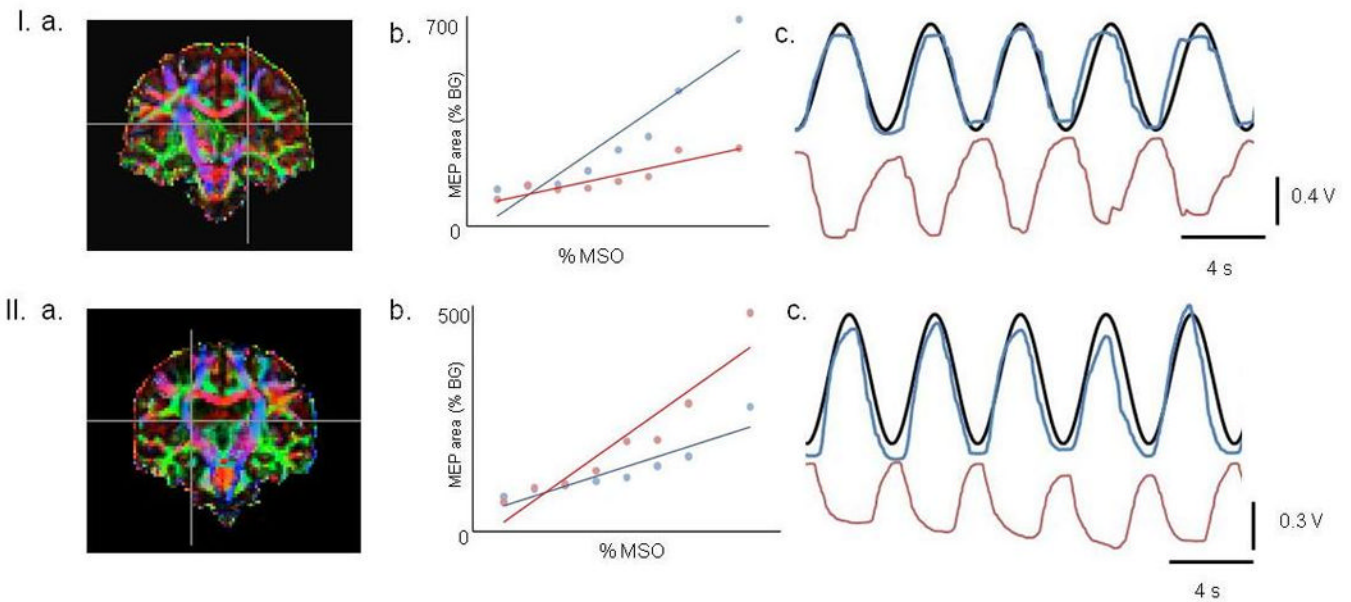 I. a.
b.
c.
700
MEP area (% BG)
0
% MSO
0.4 V
4 s
II. a.
b.
c.
500
MEP area (% BG)
0
% MSO
0.3 V
4 s